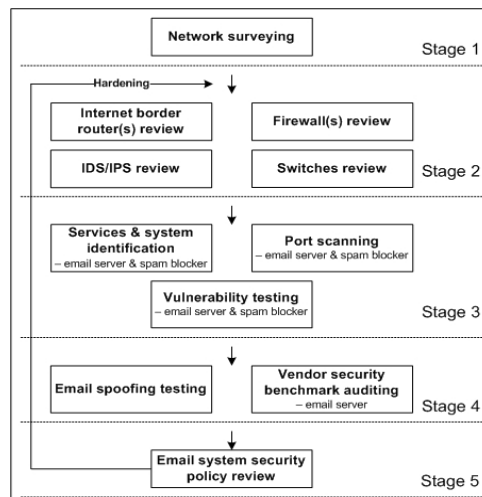 Network surveying
Stage 1
Hardening
Internet border
router(s) review
Firewall(s) review
IDS/IPS review
Switches review
Stage 2
Services & system
identification
– email server & spam blocker
Port scanning
– email server & spam blocker
Vulnerability testing
– email server & spam blocker
Stage 3
Email spoofing testing
Vendor security
benchmark auditing
– email server
Stage 4
Email system security
policy review
Stage 5